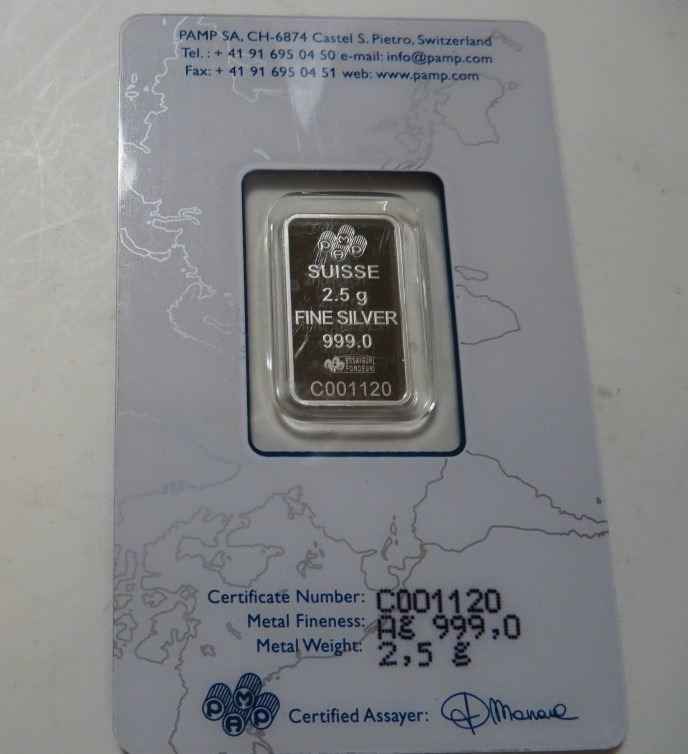 PAMP SA, CH-6874 Castel S. Pietro, Switzerland
Tel. : + 41 91 695 04 50 e-mail: info@pamp.com
Fax: + 41 91 695 04 51 web: www.pamp.com
PAMP
SUISSE
2.5 g
FINE SILVER
999.0
ESSAYEUR
FONDEUR
C001120
Certificate Number: C001120
Metal Fineness: Ag 999,0
Metal Weight: 2,5 g
PAMP
Certified Assayer: